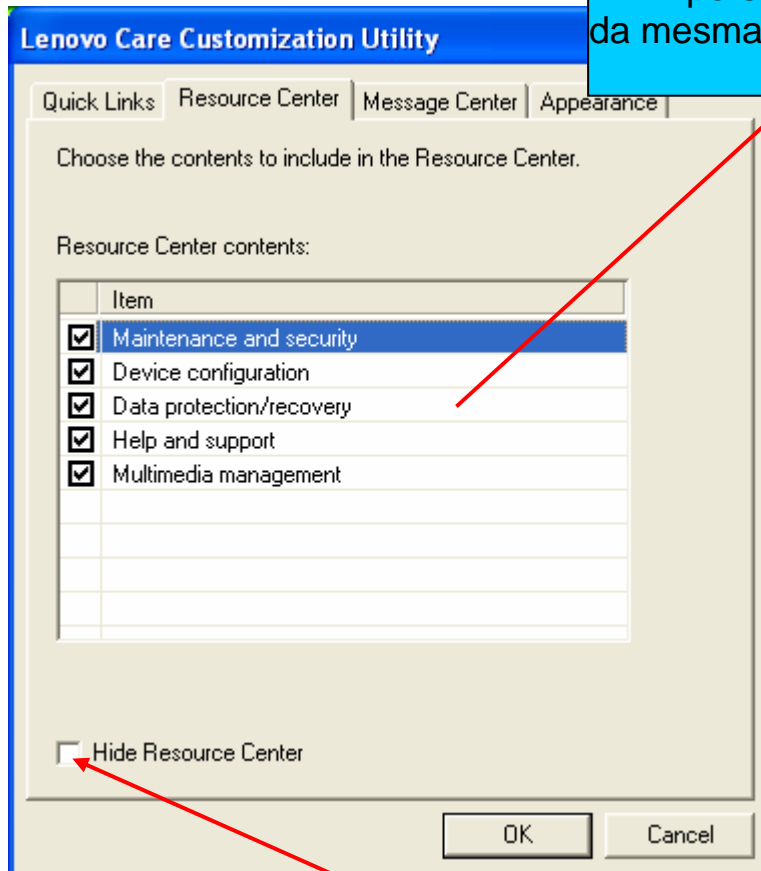 Lenovo Care Customization Utility
da mesma
Quick Links Resource Center Message Center Appearance
Choose the contents to include in the Resource Center.
Resource Center contents:
Item
Maintenance and security
Device configuration
Data protection/recovery
Help and support
Multimedia management
Hide Resource Center
OK Cancel